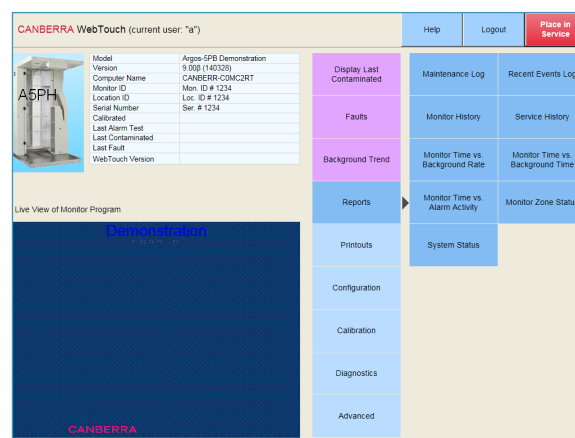 CANBERRA WebTouch (current user: "a")
Help
Logout
Place in
Service
A5PH
Model Argos-5PB Demonstration
Version 9.00β (140328)
Computer Name CANBERR-C0MC2RT
Monitor ID Mon. ID # 1234
Location ID Loc. ID # 1234
Serial Number Ser. # 1234
Calibrated
Last Alarm Test
Last Contaminated
Last Fault
WebTouch Version
Live View of Monitor Program
Demonstration
CANBERRA
Display Last
Contaminated
Faults
Background Trend
Reports
Printouts
Configuration
Calibration
Diagnostics
Advanced
Maintenance Log
Recent Events Log
Monitor History
Service History
Monitor Time vs.
Background Rate
Monitor Time vs.
Background Time
Monitor Time vs.
Alarm Activity
Monitor Zone Statu
System Status